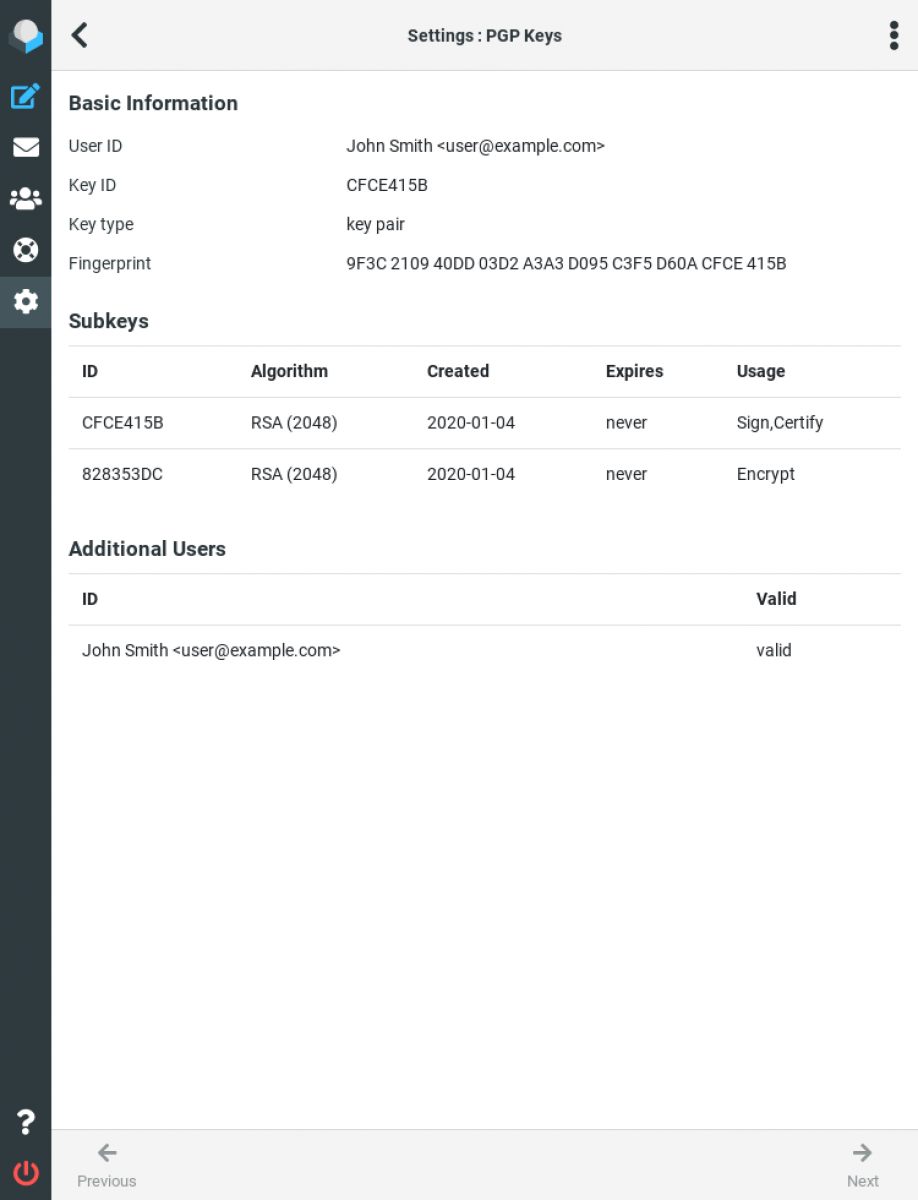 Settings : PGP Keys
Basic Information
User ID John Smith <user@example.com>
Key ID CFCE415B
Key type key pair
Fingerprint 9F3C 2109 40DD 03D2 A3A3 D095 C3F5 D60A CFCE 415B
Subkeys
ID Algorithm Created Expires Usage
CFCE415B RSA (2048) 2020-01-04 never Sign,Certify
828353DC RSA (2048) 2020-01-04 never Encrypt
Additional Users
ID Valid
John Smith <user@example.com> valid
Previous Next